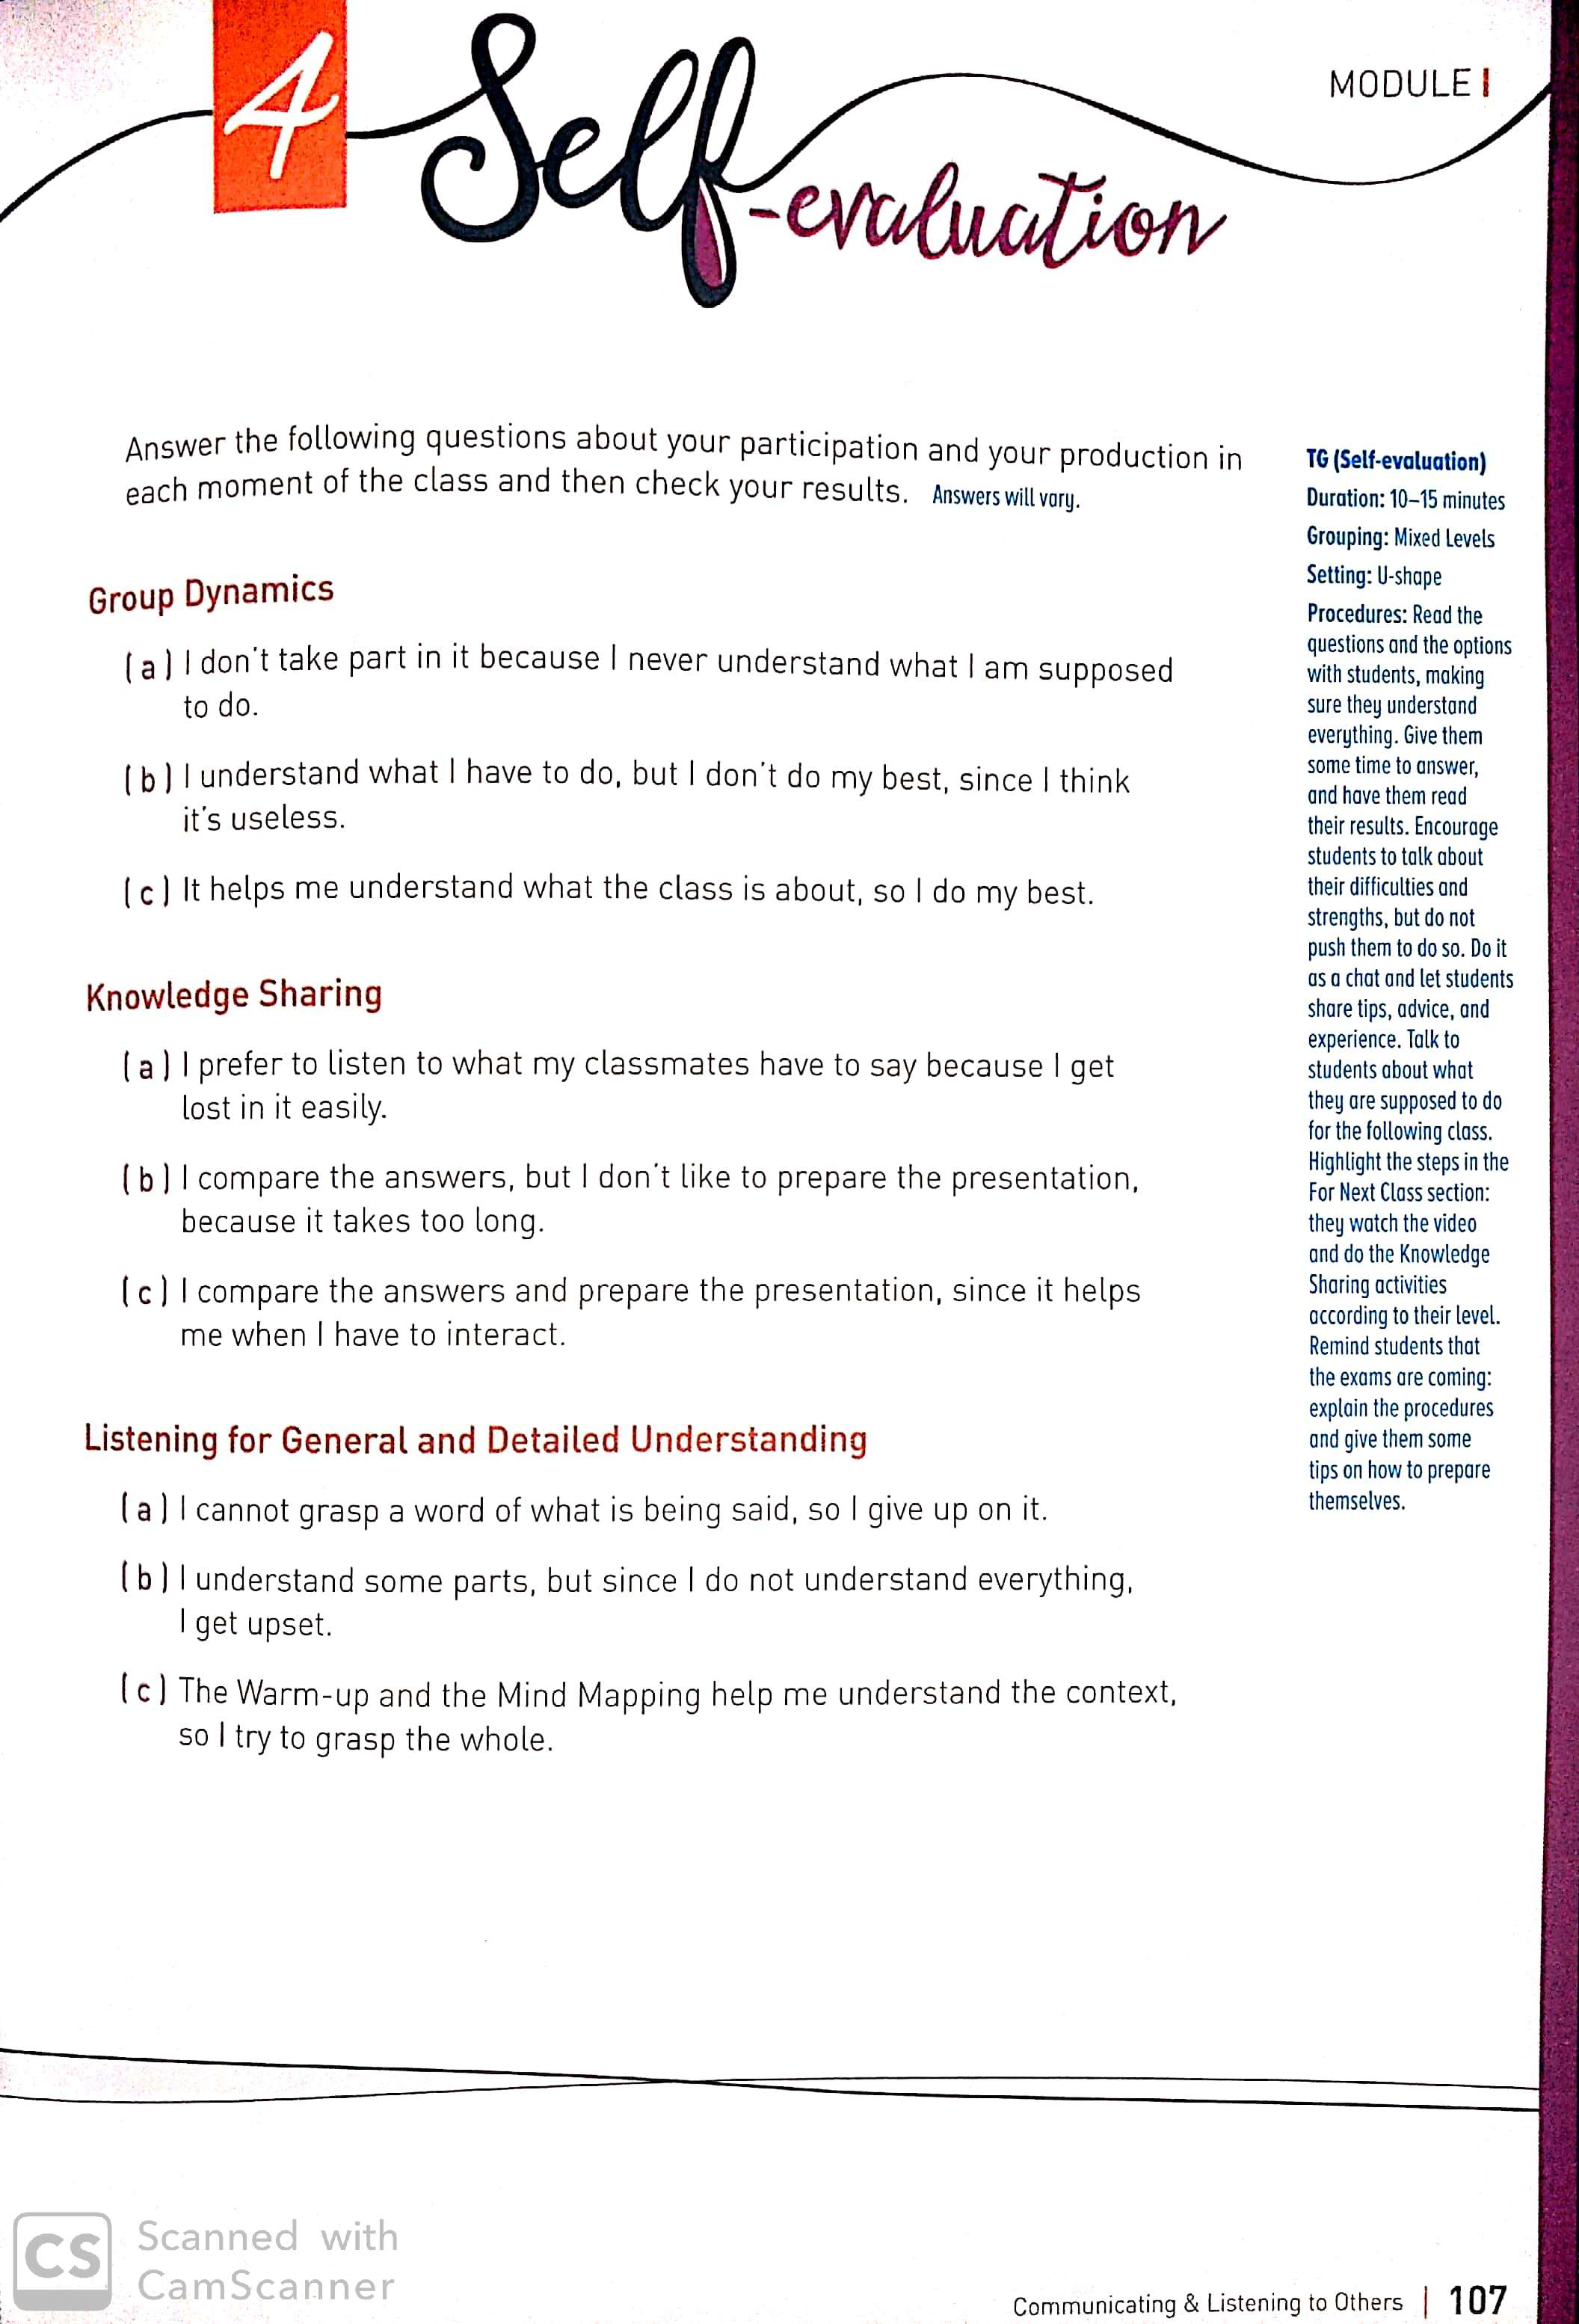 4 Self-evaluation
MODULE I
Answer the following questions about your participation and your production in
each moment of the class and then check your results. Answers will vary.
Group Dynamics
( a ) I don't take part in it because I never understand what I am supposed
to do.
( b ) I understand what I have to do, but I don't do my best, since I think
it's useless.
( c ) It helps me understand what the class is about, so I do my best.
Knowledge Sharing
( a ) I prefer to listen to what my classmates have to say because I get
lost in it easily.
( b ) I compare the answers, but I don't like to prepare the presentation,
because it takes too long.
( c ) I compare the answers and prepare the presentation, since it helps
me when I have to interact.
Listening for General and Detailed Understanding
( a ) I cannot grasp a word of what is being said, so I give up on it.
( b ) I understand some parts, but since I do not understand everything,
I get upset.
( c ) The Warm-up and the Mind Mapping help me understand the context,
so I try to grasp the whole.
TG (Self-evaluation)
Duration: 10–15 minutes
Grouping: Mixed Levels
Setting: U-shape
Procedures: Read the
questions and the options
with students, making
sure they understand
everything. Give them
some time to answer,
and have them read
their results. Encourage
students to talk about
their difficulties and
strengths, but do not
push them to do so. Do it
as a chat and let students
share tips, advice, and
experience. Talk to
students about what
they are supposed to do
for the following class.
Highlight the steps in the
For Next Class section:
they watch the video
and do the Knowledge
Sharing activities
according to their level.
Remind students that
the exams are coming:
explain the procedures
and give them some
tips on how to prepare
themselves.
CS Scanned with
CamScanner
Communicating & Listening to Others | 107